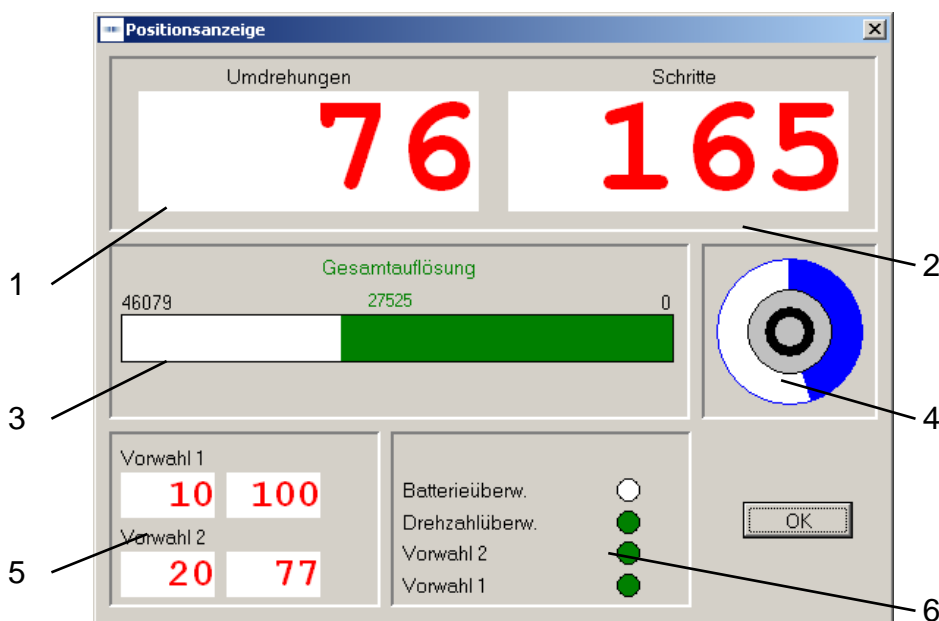 Positionsanzeige
Umdrehungen Schritte
76 165
1
2
Gesamtauflösung
46079 27525 0
3
4
Vorwahl 1
10 100
Vorwahl 2
20 77
5
Batterieüberw.
Drehzahlüberw.
Vorwahl 2
Vorwahl 1
OK
6